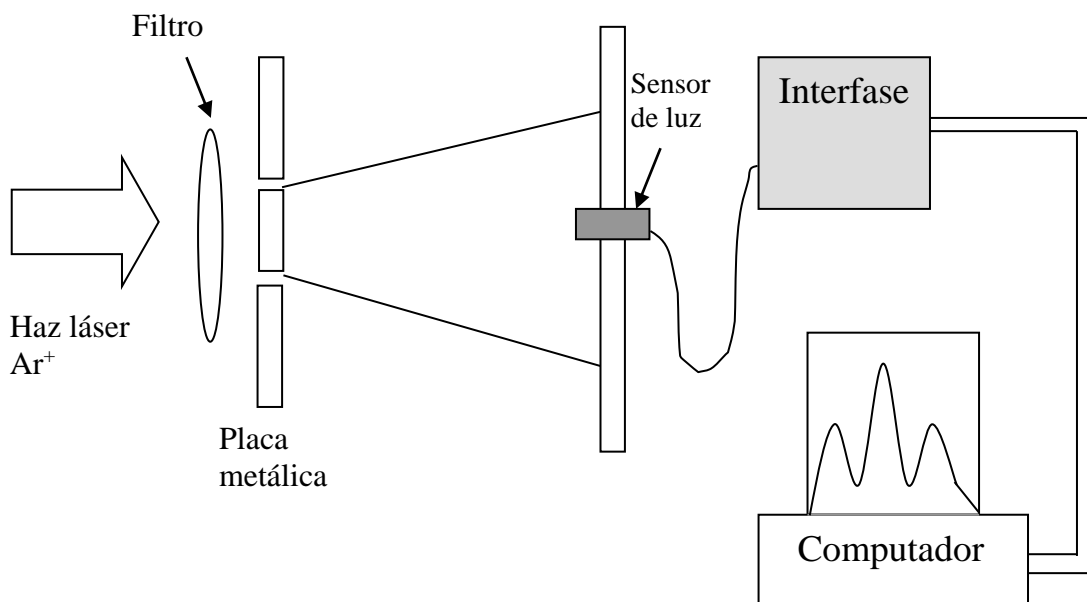 Filtro
Sensor
de luz
Interfase
Haz láser
Ar⁺
Placa
metálica
Computador